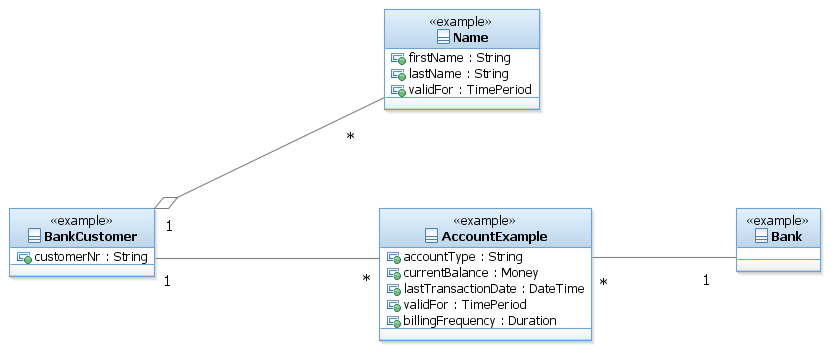 «example»
Name
firstName : String
lastName : String
validFor : TimePeriod
*
1
«example»
BankCustomer
customerNr : String
1
*
«example»
AccountExample
accountType : String
currentBalance : Money
lastTransactionDate : DateTime
validFor : TimePeriod
billingFrequency : Duration
*
1
«example»
Bank